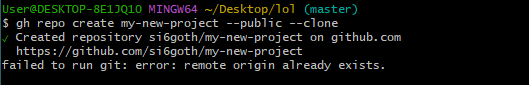 User@DESKTOP-8E1JQ1O MINGW64 ~/Desktop/lol (master)
$ gh repo create my-new-project --public --clone
✓ Created repository si6goth/my-new-project on github.com
  https://github.com/si6goth/my-new-project
failed to run git: error: remote origin already exists.